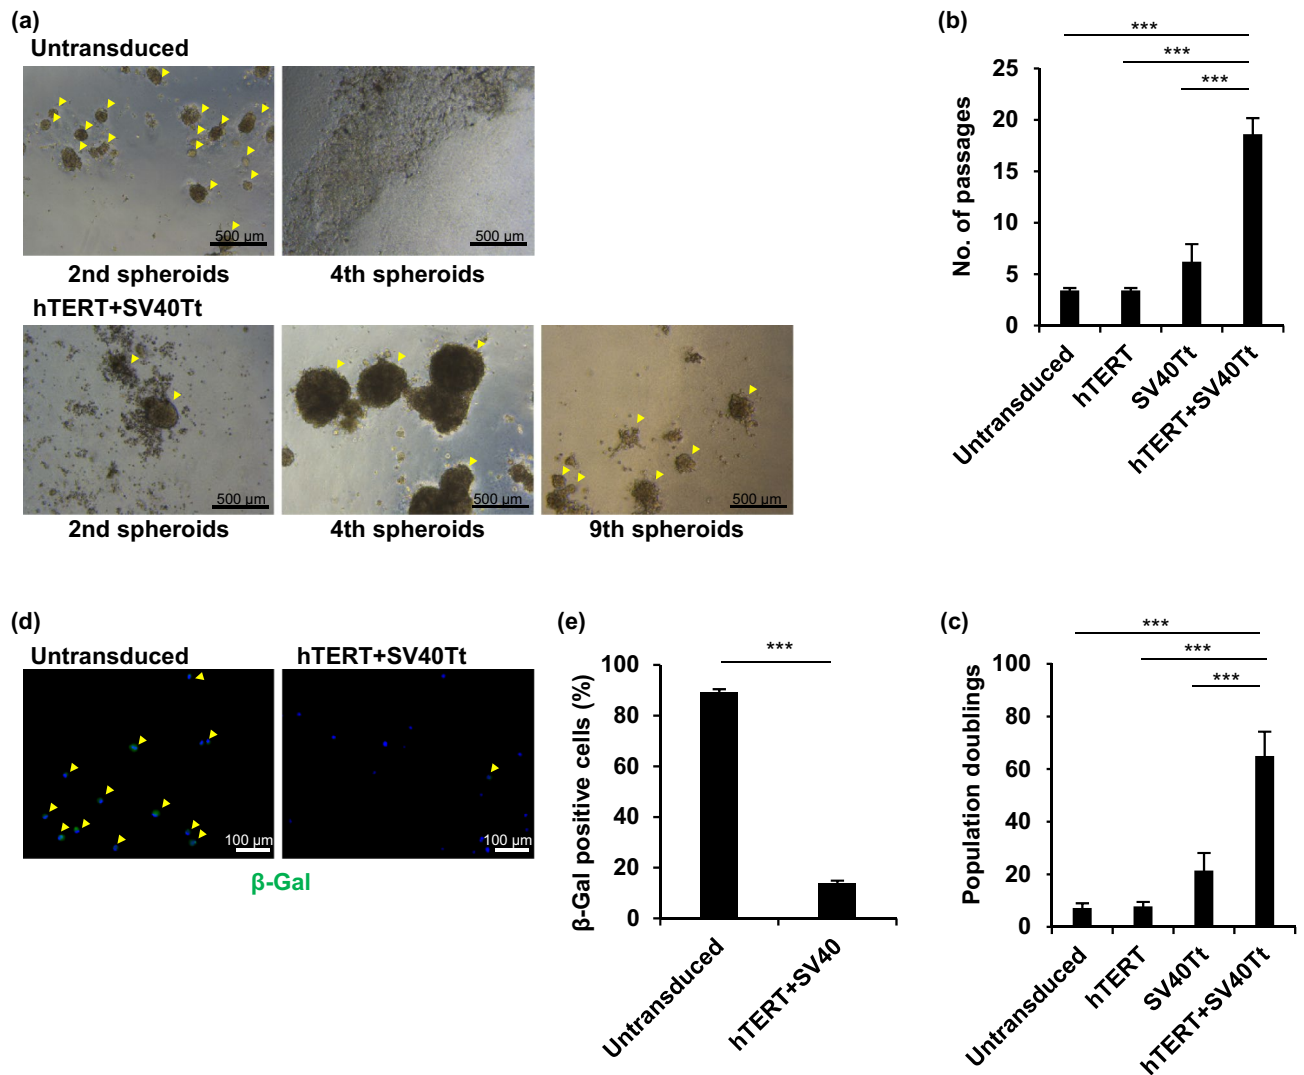 (a)
Untransduced
500 µm
500 µm
2nd spheroids
4th spheroids
hTERT+SV40Tt
500 µm
500 µm
500 µm
2nd spheroids
4th spheroids
9th spheroids
(b)
***
***
***
No. of passages
25
20
15
10
5
0
Untransduced
hTERT
SV40Tt
hTERT+SV40Tt
(d)
Untransduced
hTERT+SV40Tt
100 µm
100 µm
β-Gal
(e)
***
β-Gal positive cells (%)
100
80
60
40
20
0
Untransduced
hTERT+SV40
(c)
***
***
***
Population doublings
100
80
60
40
20
0
Untransduced
hTERT
SV40Tt
hTERT+SV40Tt